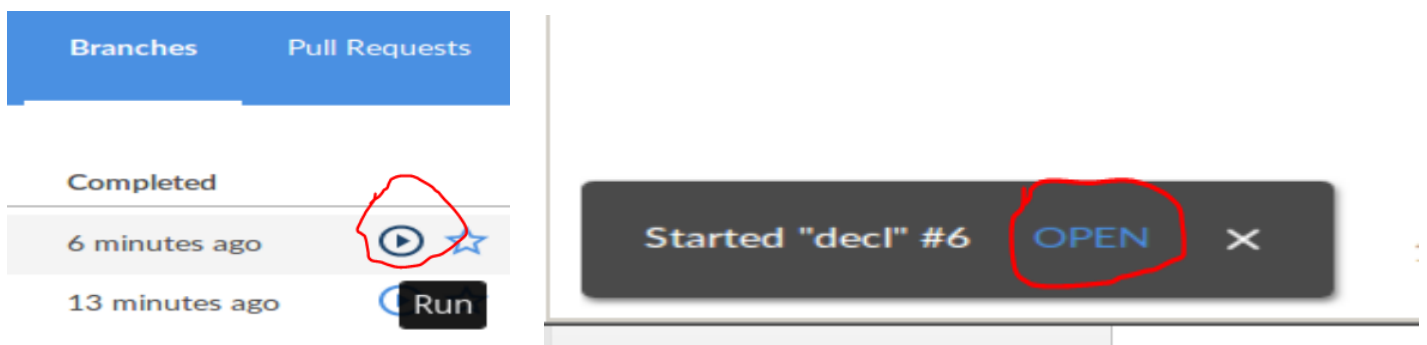 Branches Pull Requests
Completed
6 minutes ago
13 minutes ago Run
Started "decl" #6 OPEN